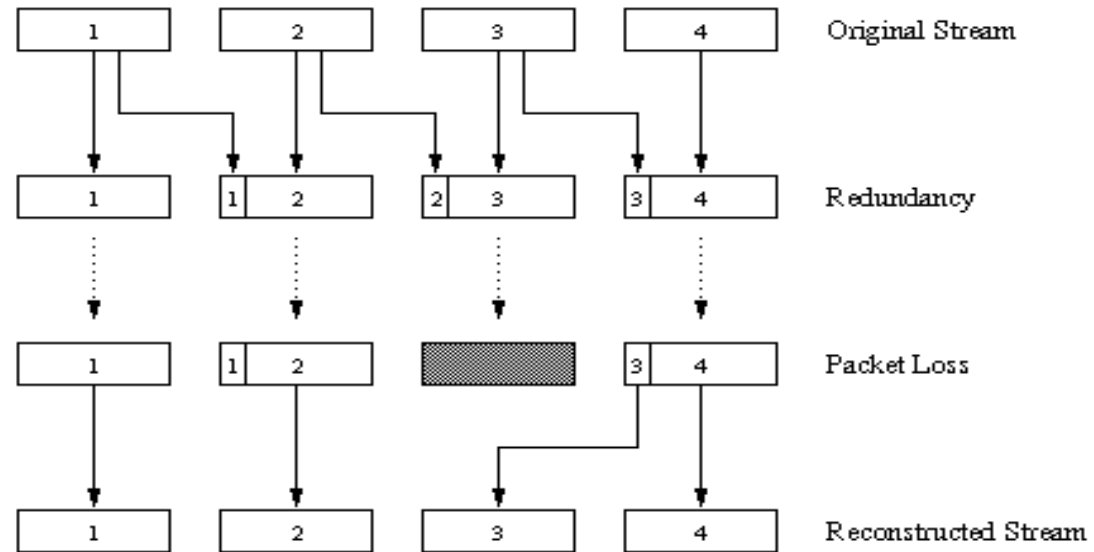 1 2 3 4 Original Stream
1 1 2 2 3 3 4 Redundancy
1 1 2 3 4 Packet Loss
1 2 3 4 Reconstructed Stream